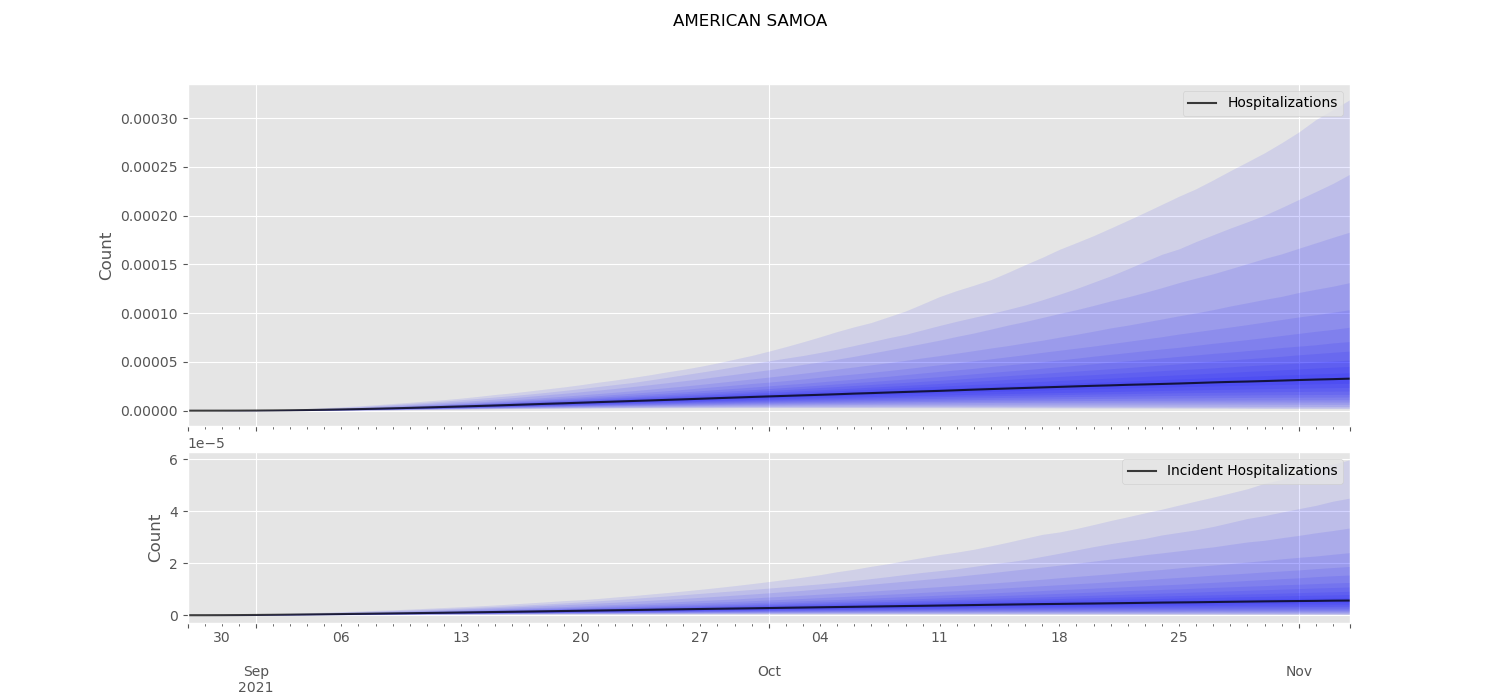 AMERICAN SAMOA
Hospitalizations
0.00030
0.00025
0.00020
0.00015
0.00010
0.00005
0.00000
Count
1e−5
Incident Hospitalizations
6
4
2
0
Count
30 06 13 20 27 04 11 18 25
Sep Oct Nov
2021